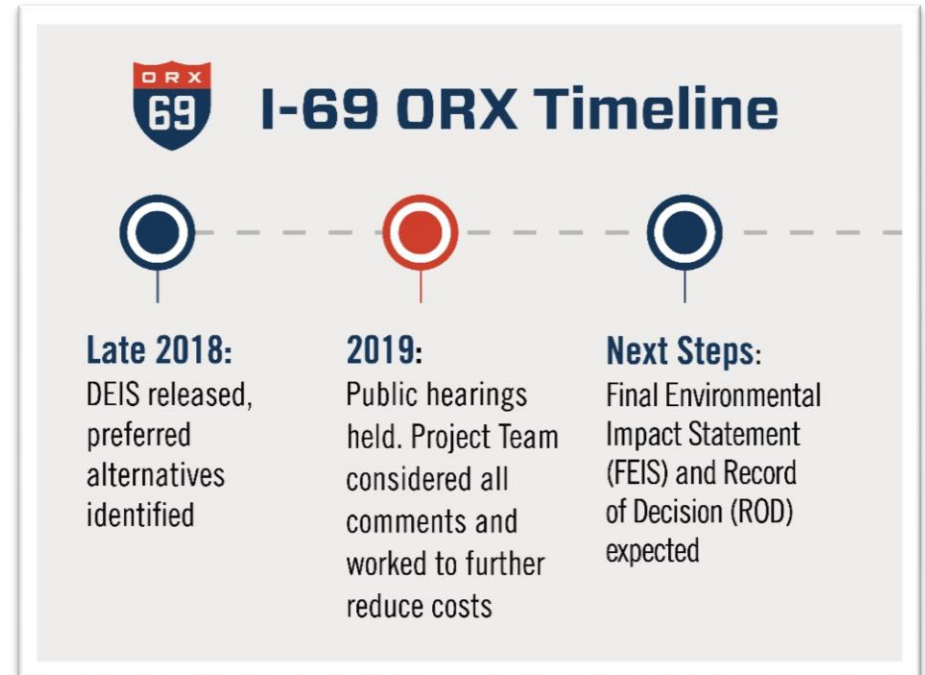 ORX
69
I-69 ORX Timeline
Late 2018:
DEIS released,
preferred
alternatives
identified
2019:
Public hearings
held. Project Team
considered all
comments and
worked to further
reduce costs
Next Steps:
Final Environmental
Impact Statement
(FEIS) and Record
of Decision (ROD)
expected